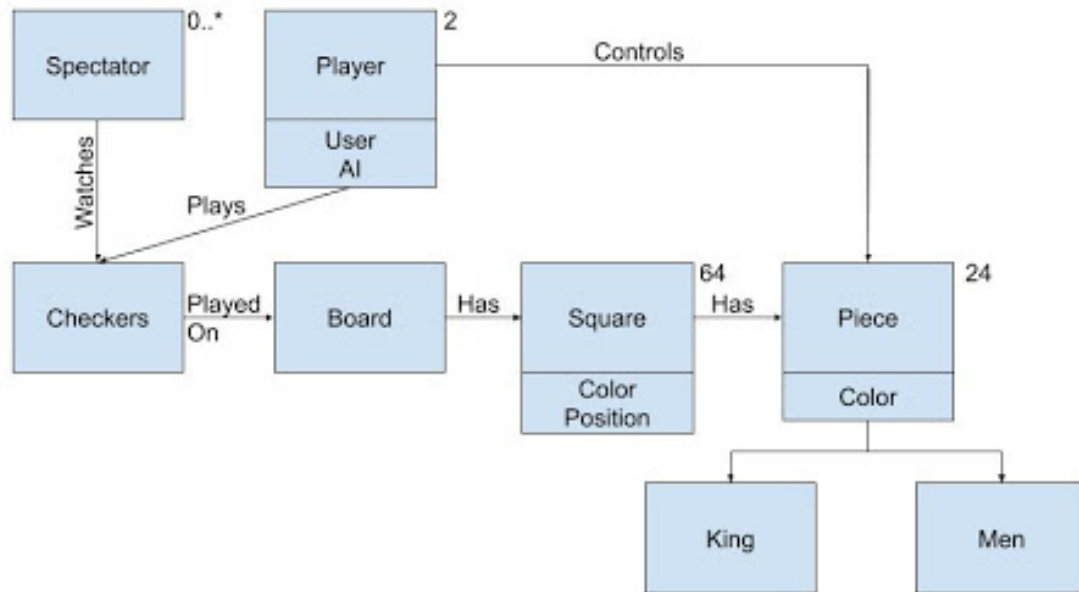 0..*
2
Spectator
Player
Controls
User
AI
Watches
Plays
64
24
Checkers
Played
On
Board
Has
Square
Has
Piece
Color
Position
Color
King
Men